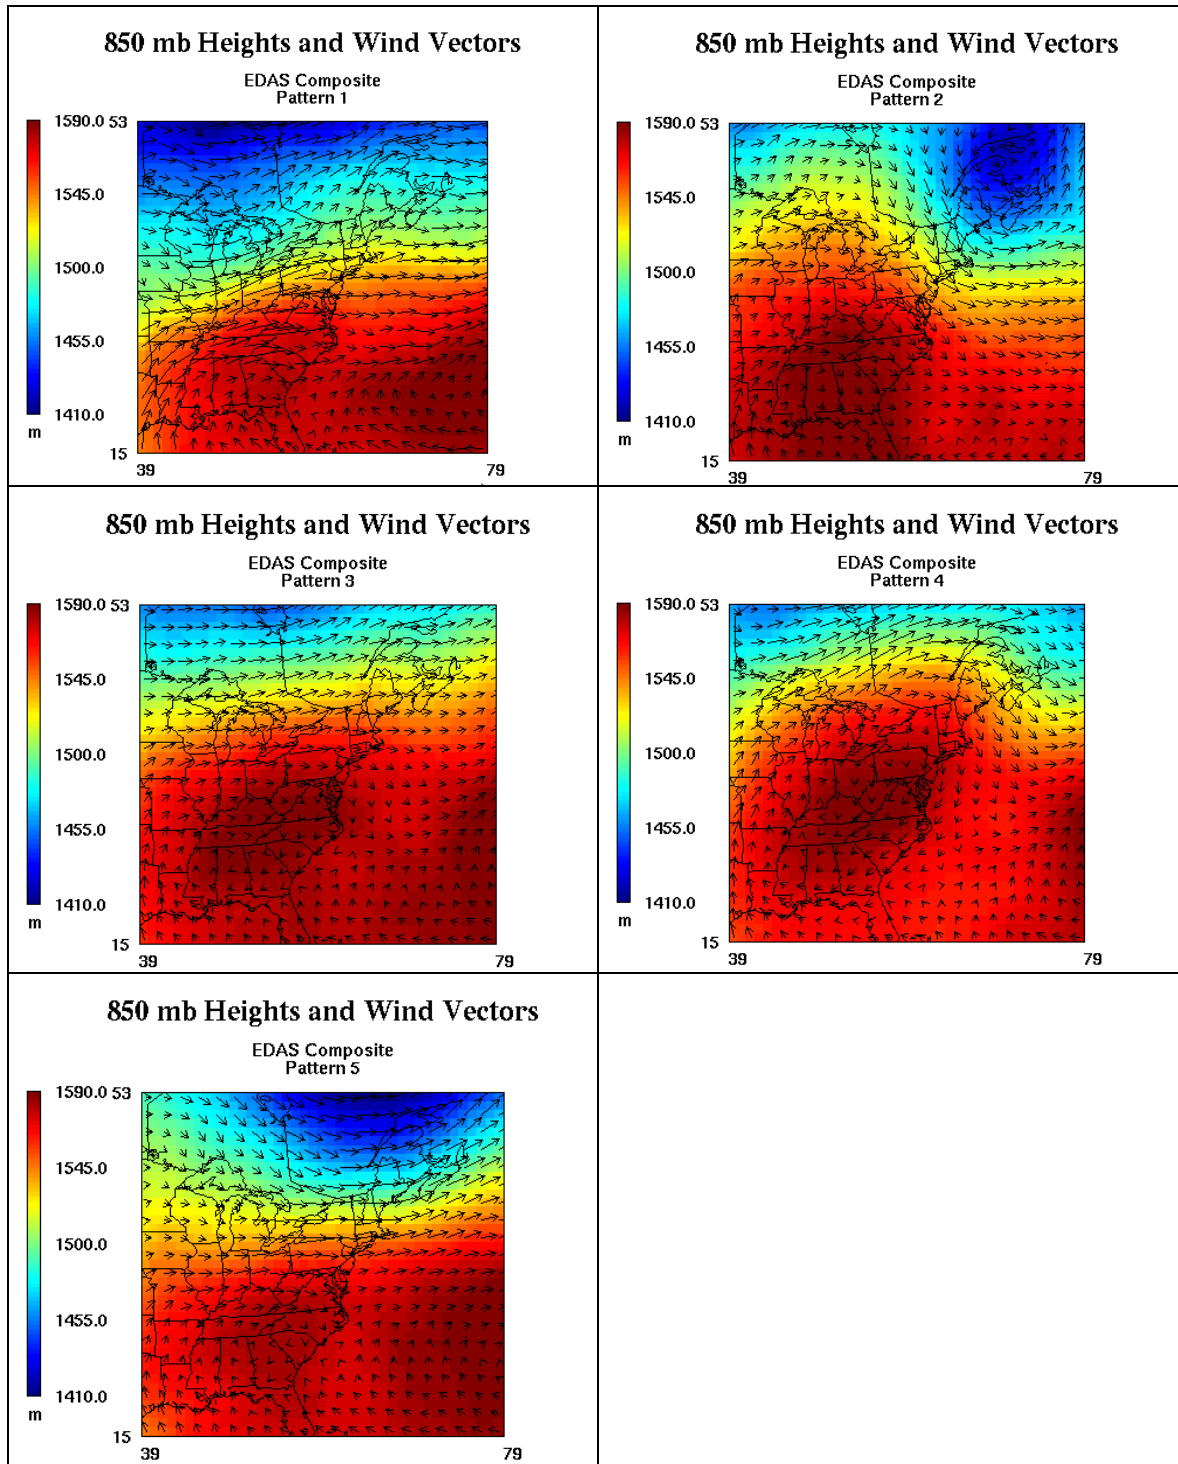 850 mb Heights and Wind Vectors
EDAS Composite
Pattern 1
1580.0
1545.0
1500.0
1455.0
1410.0
m
53
15
39
79
850 mb Heights and Wind Vectors
EDAS Composite
Pattern 2
1580.0
1545.0
1500.0
1455.0
1410.0
m
53
15
39
79
850 mb Heights and Wind Vectors
EDAS Composite
Pattern 3
1580.0
1545.0
1500.0
1455.0
1410.0
m
53
15
39
79
850 mb Heights and Wind Vectors
EDAS Composite
Pattern 4
1580.0
1545.0
1500.0
1455.0
1410.0
m
53
15
39
79
850 mb Heights and Wind Vectors
EDAS Composite
Pattern 5
1590.0
1545.0
1500.0
1455.0
1410.0
m
53
15
39
79